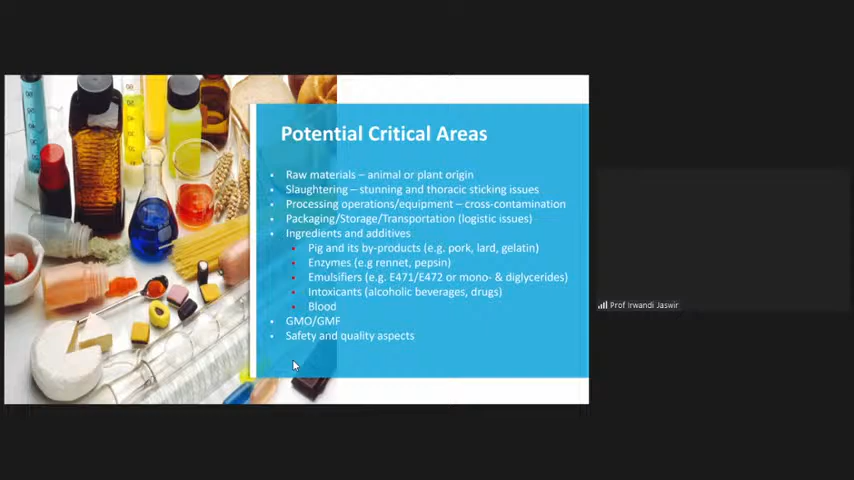 Potential Critical Areas
• Raw materials – animal or plant origin
• Slaughtering – stunning and thoracic sticking issues
• Processing operations/equipment – cross-contamination
• Packaging/Storage/Transportation (logistic issues)
• Ingredients and additives
• Pig and its by-products (e.g. pork, lard, gelatin)
• Enzymes (e.g rennet, pepsin)
• Emulsifiers (e.g. E471/E472 or mono- & diglycerides)
• Intoxicants (alcoholic beverages, drugs)
• Blood
• GMO/GMF
• Safety and quality aspects
Prof Irwandi Jaswir